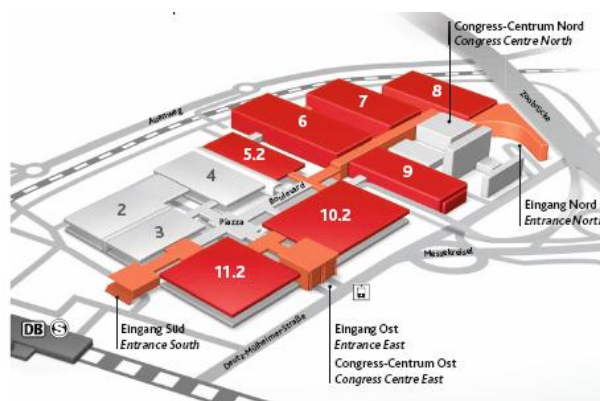 Congress-Centrum Nord
Congress Centre North
Auenweg
Zoobrücke
8
7
6
5.2
4
9
Boulevard
2
10.2
Eingang Nord
Entrance North
3
Piazza
Messekreisel
11.2
DB S
Eingang Süd
Entrance South
Deutz-Mülheimer-Straße
Eingang Ost
Entrance East
Congress-Centrum Ost
Congress Centre East